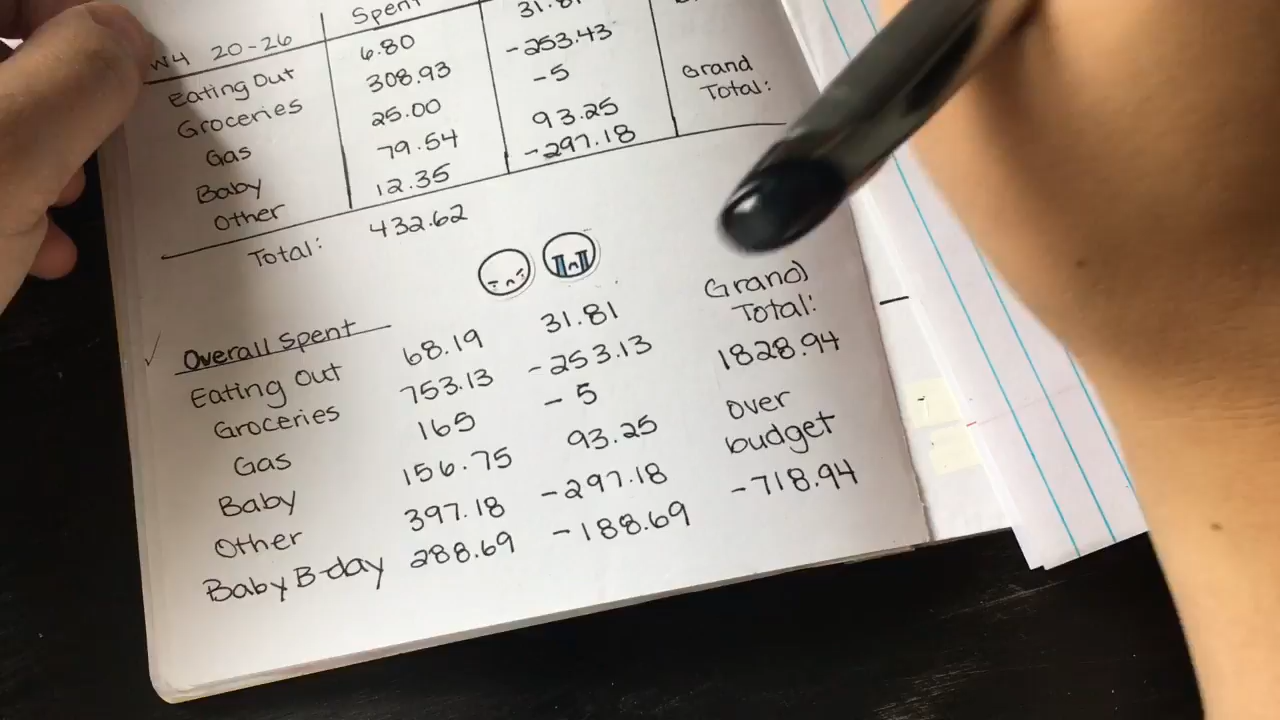 Spent
W4 20-26
Eating Out 6.80 31.81
Groceries 308.93 -253.43
Gas 25.00 -5
Baby 79.54 93.25
Other 12.35 -297.18
Grand
Total:
Total: 432.62
Overall Spent
Eating Out 68.19 31.81
Groceries 753.13 -253.13
Gas 165 -5
Baby 156.75 93.25
Other 397.18 -297.18
Baby B-day 288.69 -188.69
Grand
Total:
1828.94
over
budget
-718.94